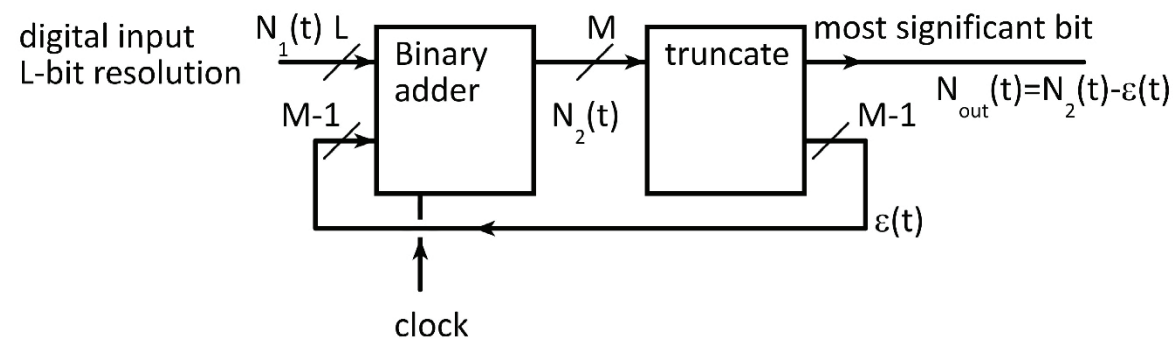 digital input
L-bit resolution
N₁(t) L
M-1
Binary
adder
M
N₂(t)
truncate
most significant bit
Nₒᵤₜ(t)=N₂(t)-ε(t)
M-1
ε(t)
clock